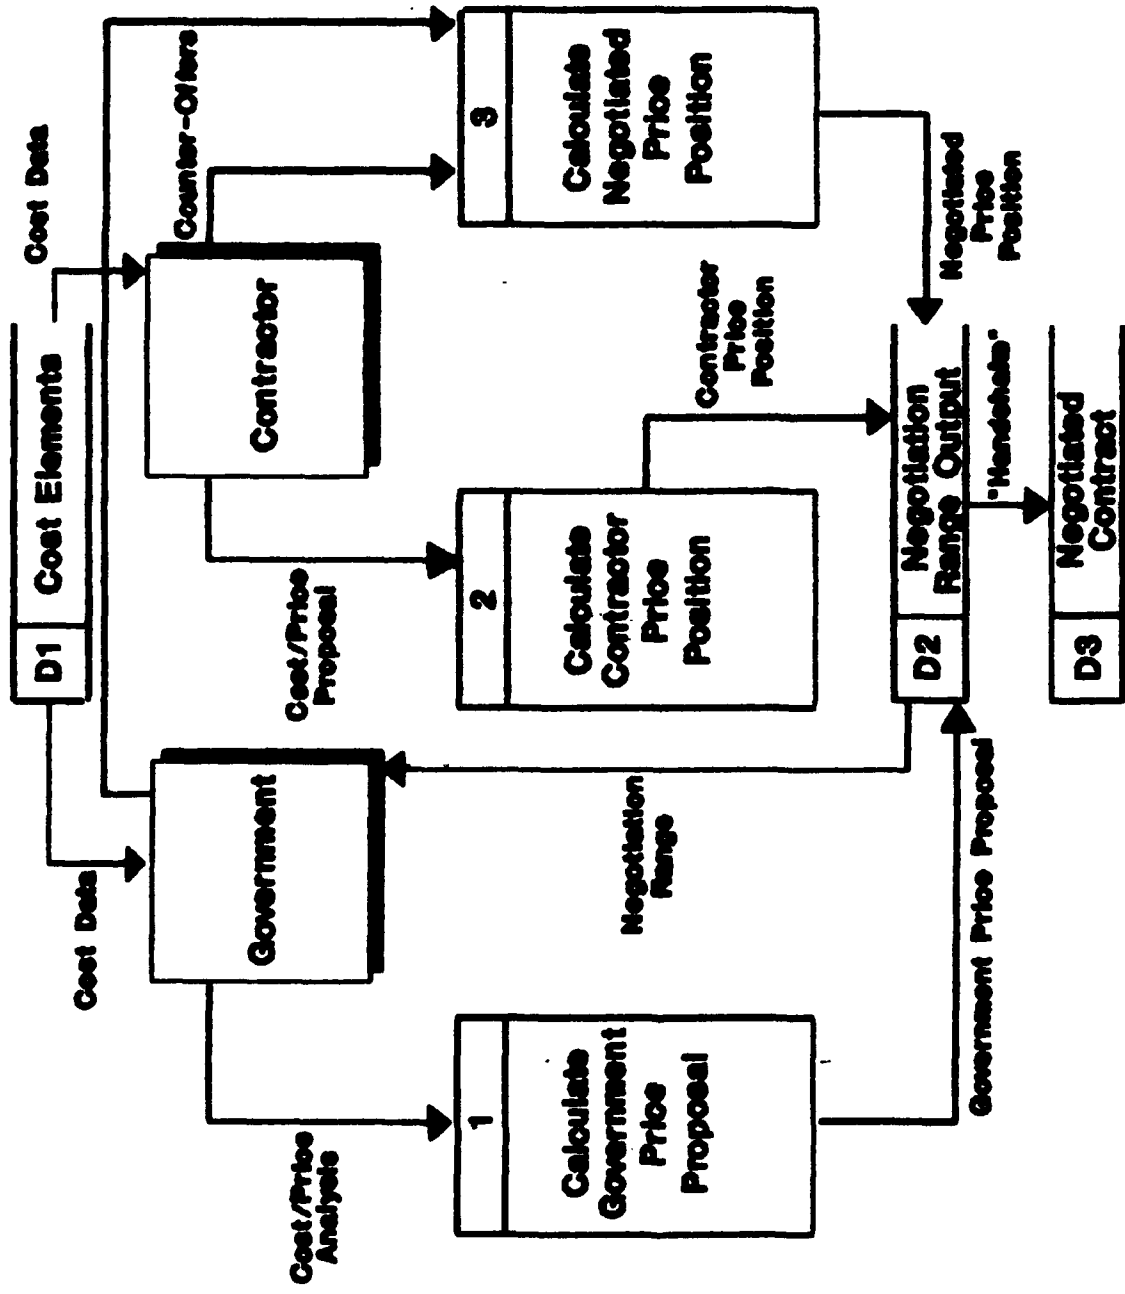 D1
Cost Elements
Cost Data
Cost Data
Government
Contractor
Counter-Offers
Cost/Price
Analysis
Cost/Price
Proposal
1
Calculate
Government
Price
Proposal
2
Calculate
Contractor
Price
Position
3
Calculate
Negotiated
Price
Position
Negotiation
Range
Contractor
Price
Position
Negotiated
Price
Position
Government Price Proposal
D2
Negotiation
Range Output
"Handshake"
D3
Negotiated
Contract